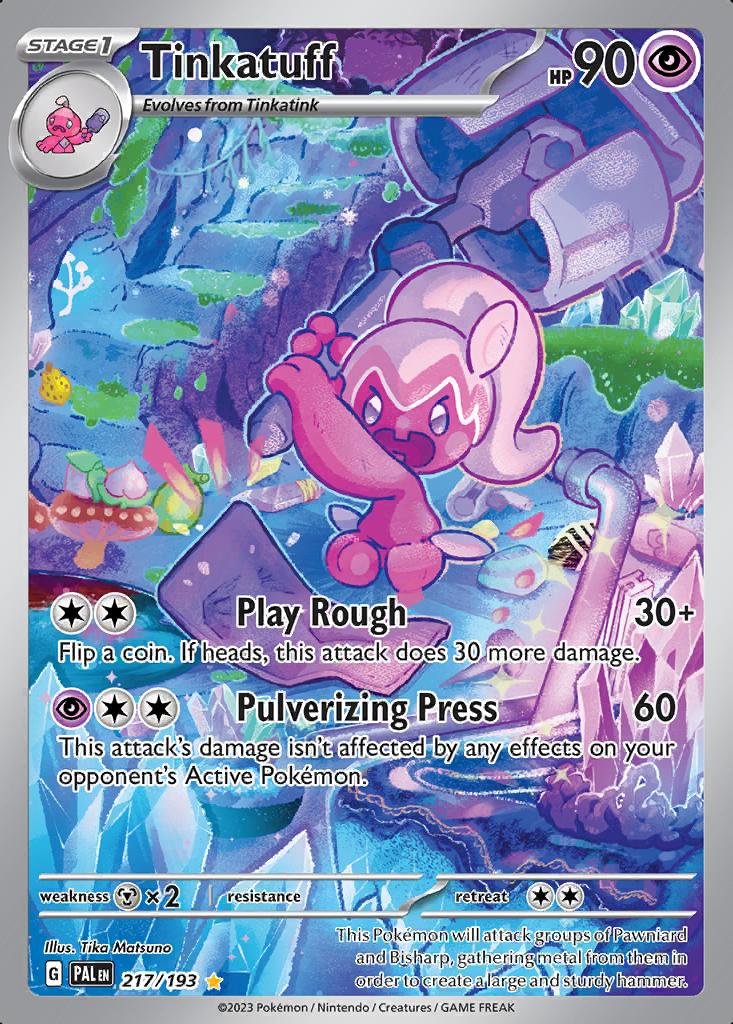 STAGE1
Tinkatuff
HP 90
Evolves from Tinkatink
Play Rough 30+
Flip a coin. If heads, this attack does 30 more damage.
Pulverizing Press 60
This attack's damage isn't affected by any effects on your
opponent's Active Pokémon.
weakness ×2 resistance retreat
Illus. Tika Matsuno
This Pokémon will attack groups of Pawniard
and Bisharp, gathering metal from them in
order to create a large and sturdy hammer.
G PAL EN 217/193
©2023 Pokémon / Nintendo / Creatures / GAME FREAK